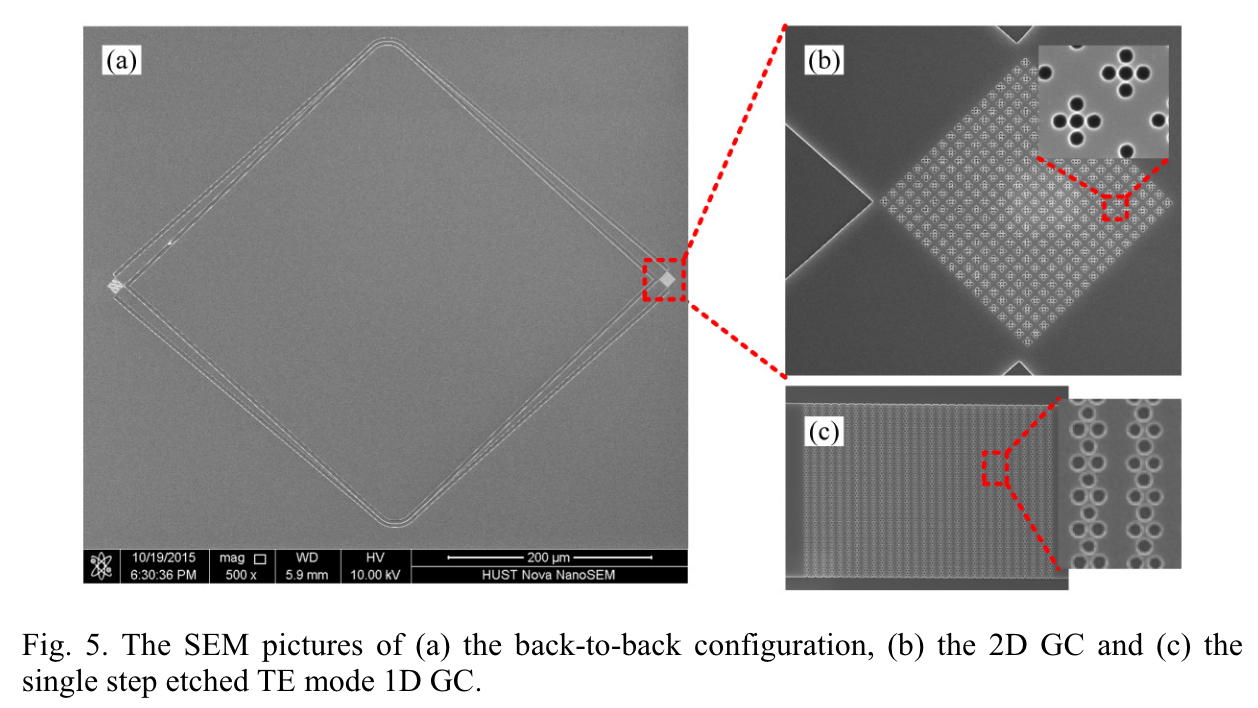 (a)
(b)
(c)
10/19/2015 mag WD HV 200 µm
6:30:36 PM 500 x 5.9 mm 10.00 kV HUST Nova NanoSEM
Fig. 5. The SEM pictures of (a) the back-to-back configuration, (b) the 2D GC and (c) the
single step etched TE mode 1D GC.